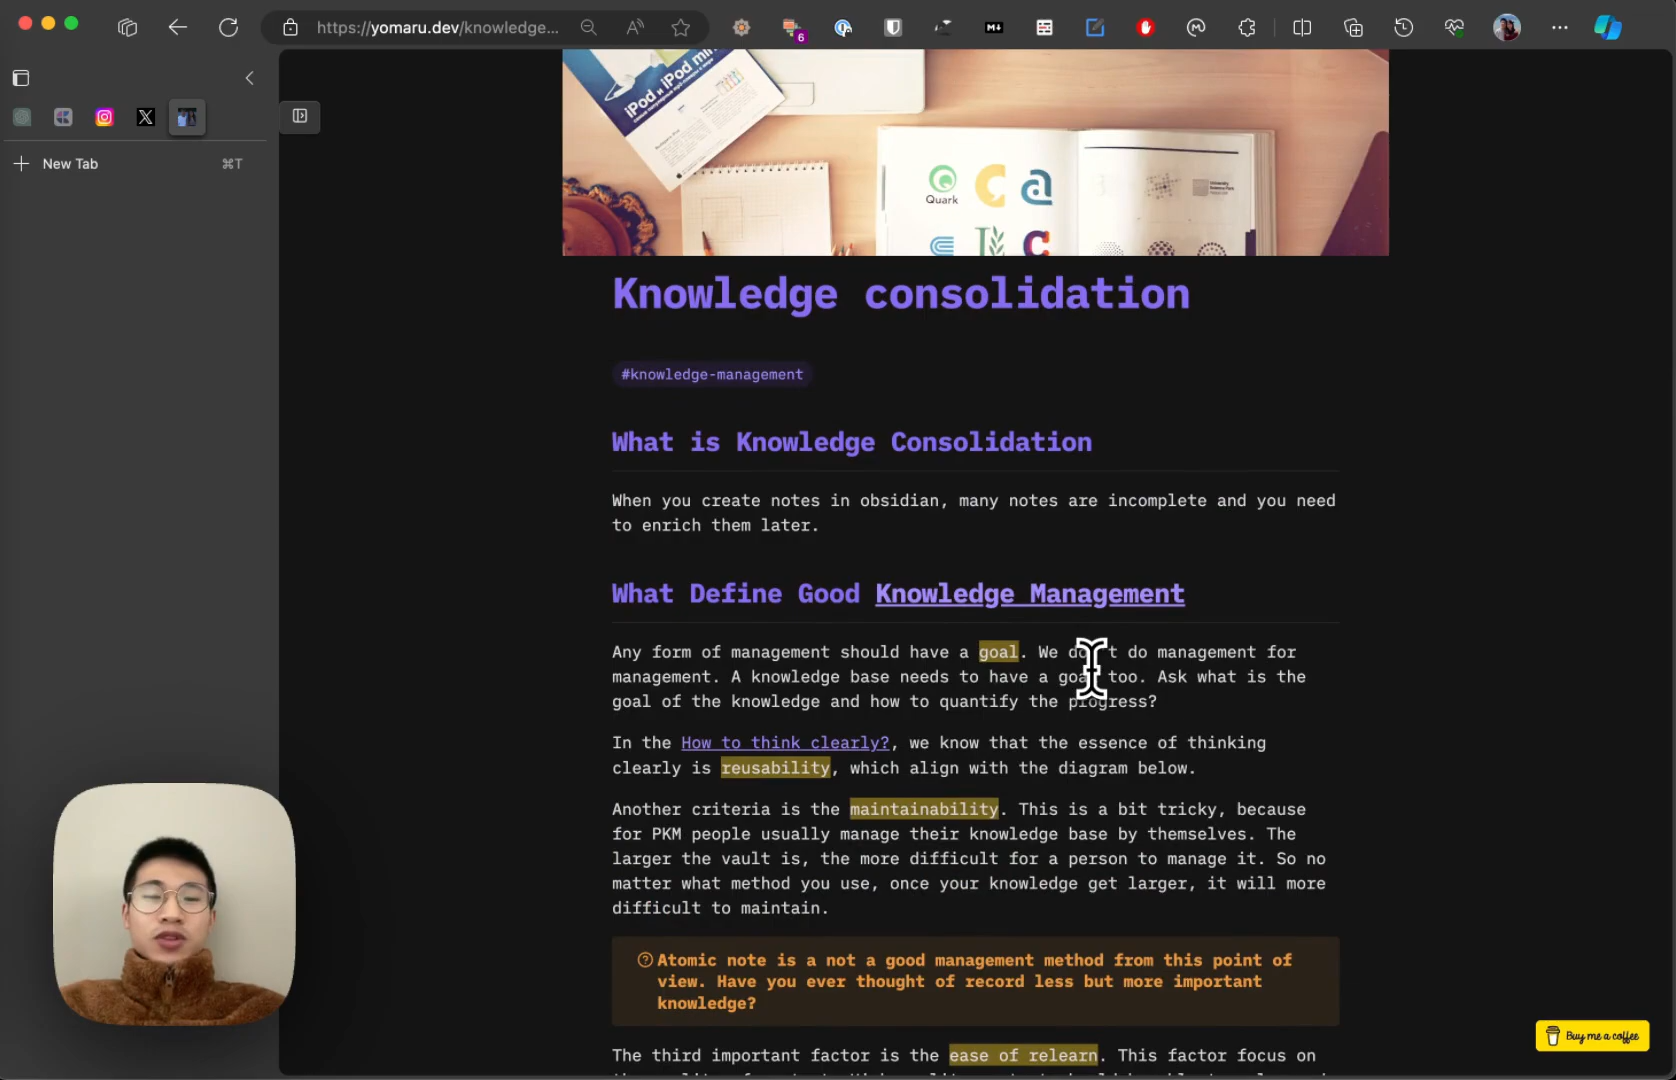 https://yomaru.dev/knowledge...
6
M↓
New Tab
⌘T
iPod и iPod mini
Quark
Knowledge consolidation
#knowledge-management
What is Knowledge Consolidation
When you create notes in obsidian, many notes are incomplete and you need
to enrich them later.
What Define Good Knowledge Management
Any form of management should have a goal. We don't do management for
management. A knowledge base needs to have a goal too. Ask what is the
goal of the knowledge and how to quantify the progress?
In the How to think clearly?, we know that the essence of thinking
clearly is reusability, which align with the diagram below.
Another criteria is the maintainability. This is a bit tricky, because
for PKM people usually manage their knowledge base by themselves. The
larger the vault is, the more difficult for a person to manage it. So no
matter what method you use, once your knowledge get larger, it will more
difficult to maintain.
Atomic note is a not a good management method from this point of
view. Have you ever thought of record less but more important
knowledge?
The third important factor is the ease of relearn. This factor focus on
Buy me a coffee